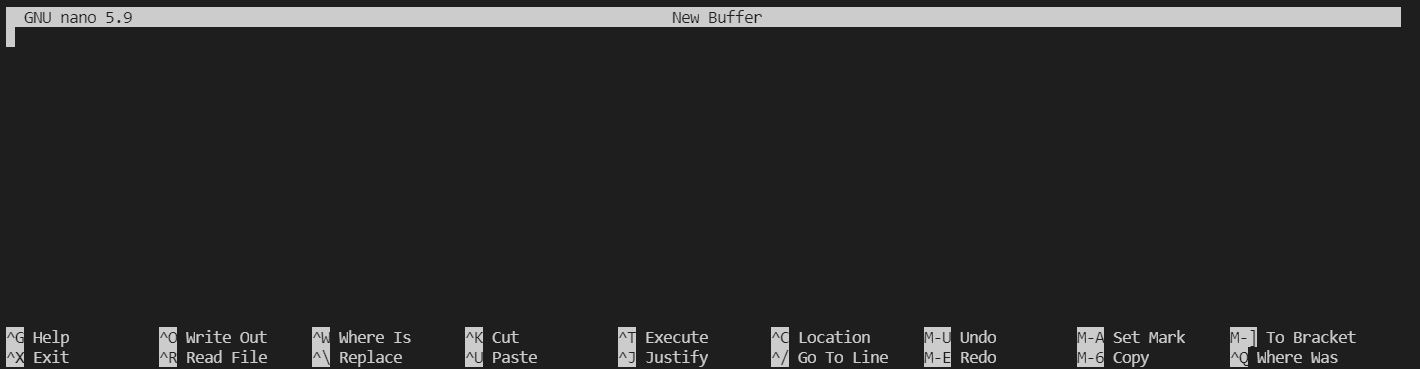 GNU nano 5.9 New Buffer
^G Help ^O Write Out ^W Where Is ^K Cut ^T Execute ^C Location M-U Undo M-A Set Mark M-] To Bracket
^X Exit ^R Read File ^\ Replace ^U Paste ^J Justify ^/ Go To Line M-E Redo M-6 Copy ^Q Where Was